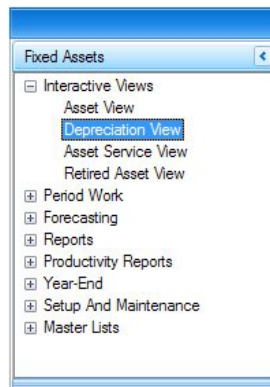 Fixed Assets
Interactive Views
Asset View
Depreciation View
Asset Service View
Retired Asset View
Period Work
Forecasting
Reports
Productivity Reports
Year-End
Setup And Maintenance
Master Lists